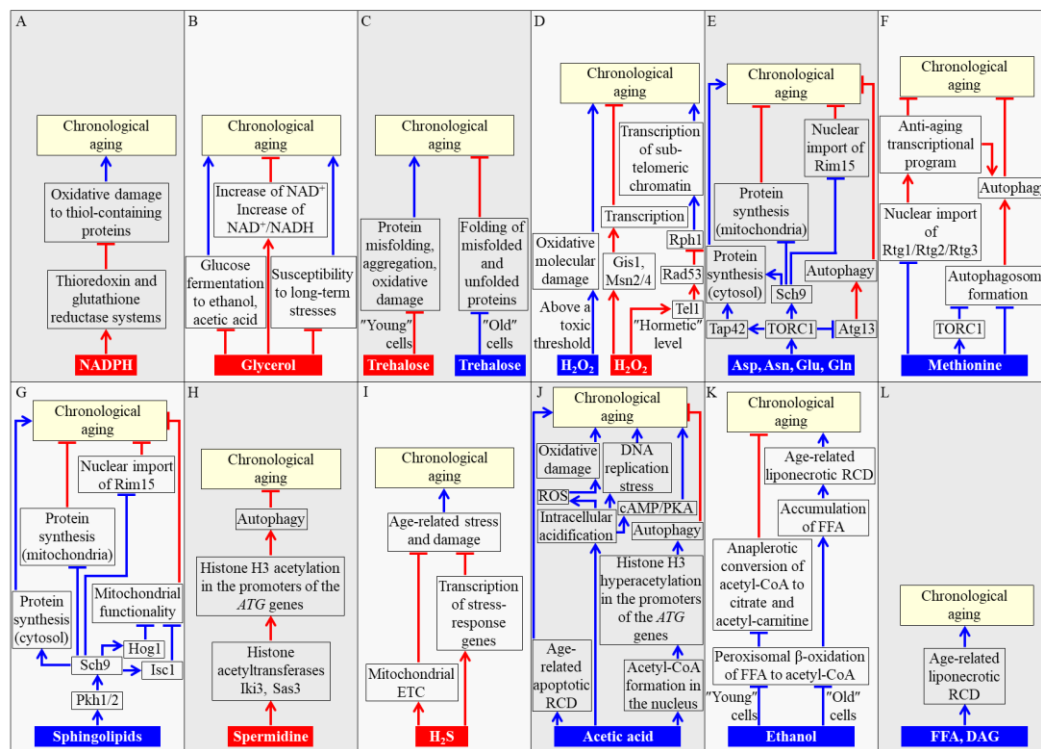 A
Chronological
aging
Oxidative damage
to thiol-containing
proteins
Thioredoxin and
glutathione
reductase systems
NADPH
B
Chronological
aging
Increase of NAD⁺
Increase of
NAD⁺/NADH
Glucose
fermentation
to ethanol,
acetic acid
Susceptibility
to long-term
stresses
Glycerol
C
Chronological
aging
Protein
misfolding,
aggregation,
oxidative
damage
Folding of
misfolded
and
unfolded
proteins
"Young"
cells
"Old"
cells
Trehalose
Trehalose
D
Chronological
aging
Transcription
of sub-
telomeric
chromatin
Transcription
Oxidative
molecular
damage
Gis1,
Msn2/4
Rph1
Rad53
Tel1
Above a
toxic
threshold
"Hormetic"
level
H₂O₂
H₂O₂
E
Chronological
aging
Nuclear
import of
Rim15
Protein
synthesis
(mitochondria)
Protein
synthesis
(cytosol)
Autophagy
Sch9
Tap42
TORC1
Atg13
Asp, Asn, Glu, Gln
F
Chronological
aging
Anti-aging
transcriptional
program
Autophagy
Nuclear import
of
Rtg1/Rtg2/Rtg3
Autophagosome
formation
TORC1
Methionine
G
Chronological
aging
Nuclear import
of Rim15
Protein
synthesis
(mitochondria)
Mitochondrial
functionality
Protein
synthesis
(cytosol)
Hog1
Sch9
Isc1
Pkh1/2
Sphingolipids
H
Chronological
aging
Autophagy
Histone H3 acetylation
in the promoters of the
ATG genes
Histone
acetyltransferases
Iki3, Sas3
Spermidine
I
Chronological
aging
Age-related stress
and damage
Transcription
of stress-
response
genes
Mitochondrial
ETC
H₂S
J
Chronological
aging
Oxidative
damage
DNA
replication
stress
ROS
cAMP/PKA
Intracellular
acidification
Autophagy
Histone H3
hyperacetylation
in the promoters
of the ATG
genes
Age-
related
apoptotic
RCD
Acetyl-CoA
formation in
the nucleus
Acetic acid
K
Chronological
aging
Age-related
liponecrotic RCD
Accumulation
of FFA
Anaplerotic
conversion of
acetyl-CoA to
citrate and
acetyl-carnitine
Peroxisomal β-oxidation
of FFA to acetyl-CoA
"Young"
cells
"Old"
cells
Ethanol
L
Chronological
aging
Age-related
liponecrotic
RCD
FFA, DAG